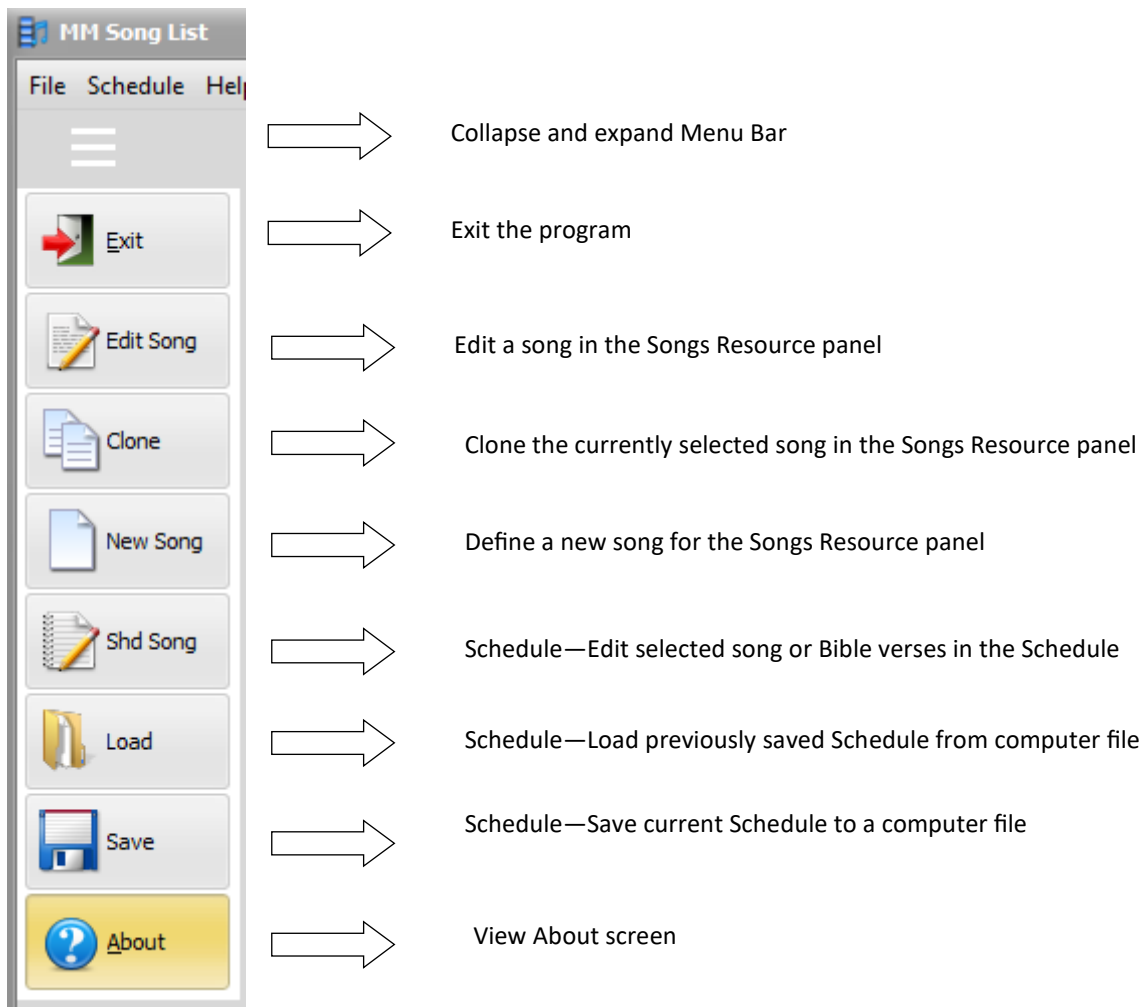 MM Song List
File Schedule Hel
Collapse and expand Menu Bar
Exit Exit the program
Edit Song Edit a song in the Songs Resource panel
Clone Clone the currently selected song in the Songs Resource panel
New Song Define a new song for the Songs Resource panel
Shd Song Schedule—Edit selected song or Bible verses in the Schedule
Load Schedule—Load previously saved Schedule from computer file
Save Schedule—Save current Schedule to a computer file
About View About screen